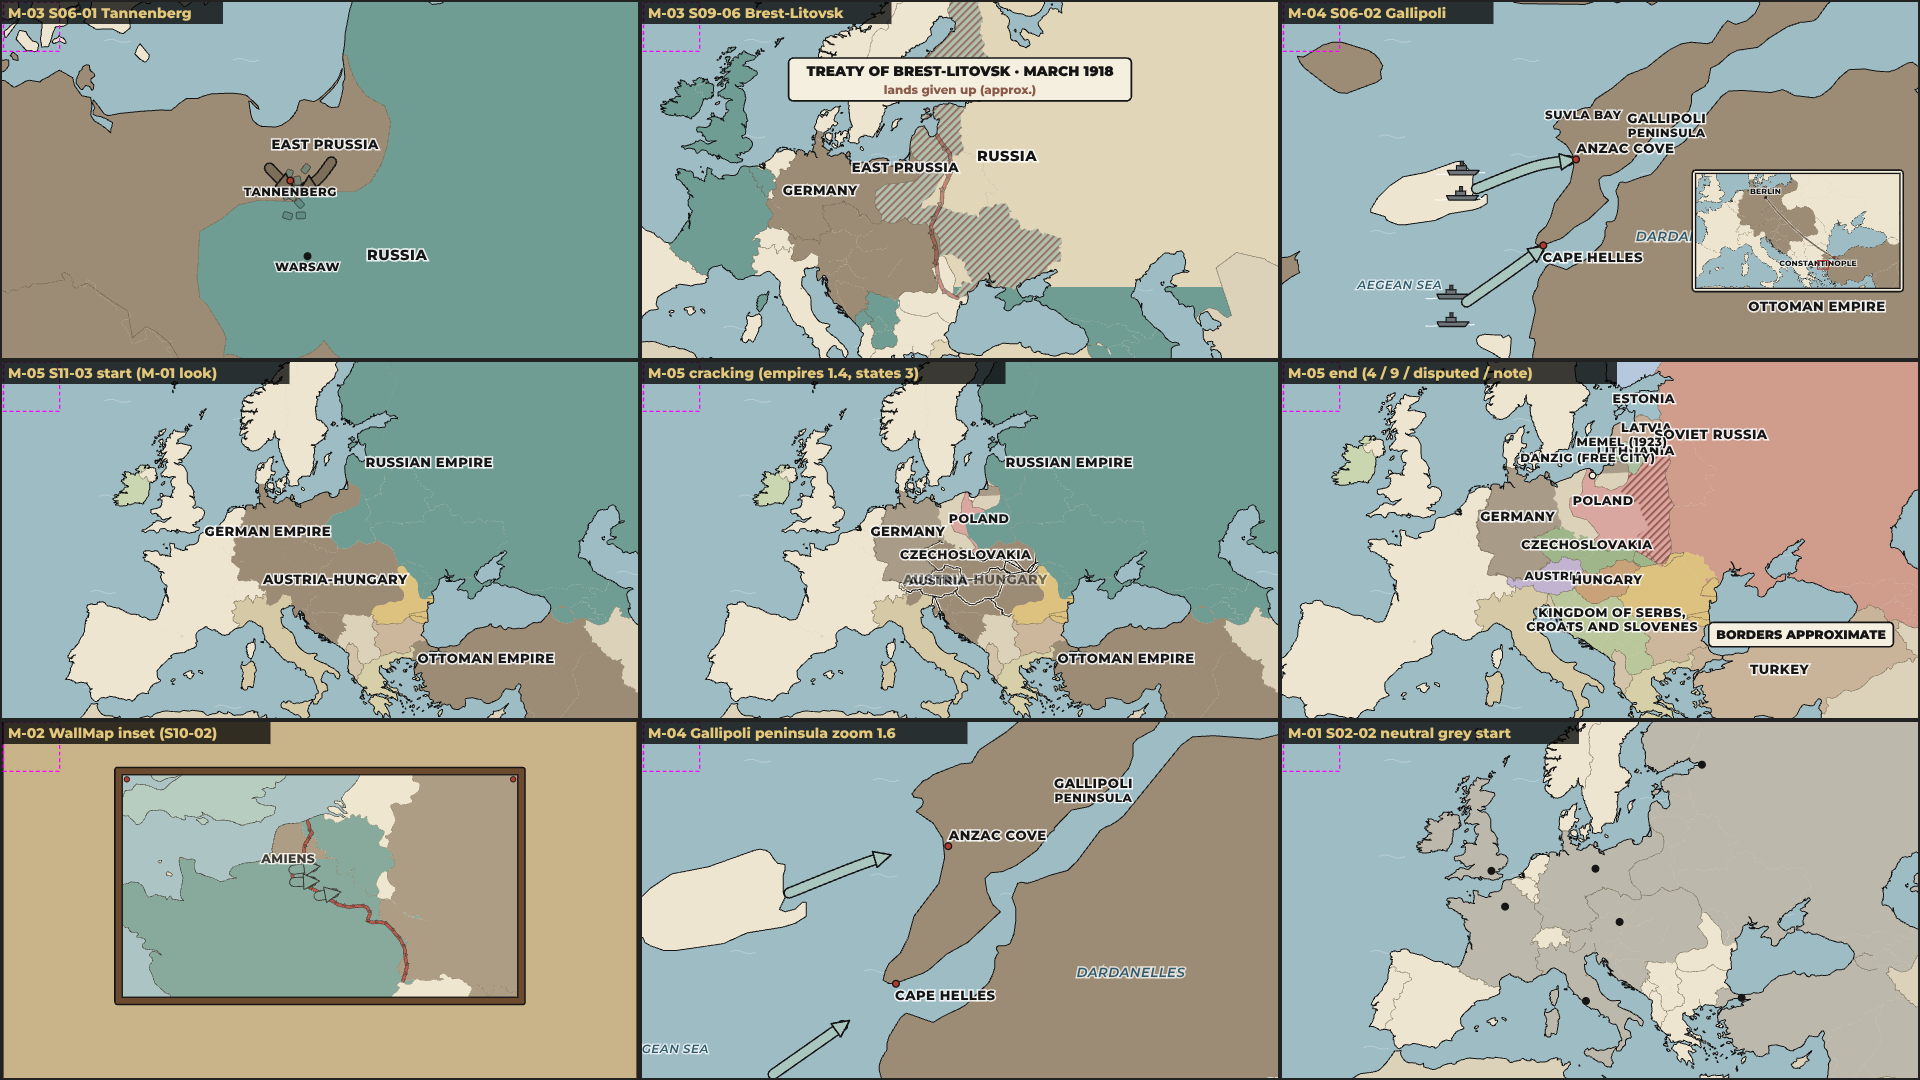 M-03 S06-01 Tannenberg
EAST PRUSSIA
TANNENBERG
WARSAW
RUSSIA
M-03 S09-06 Brest-Litovsk
TREATY OF BREST-LITOVSK · MARCH 1918
lands given up (approx.)
RUSSIA
EAST PRUSSIA
GERMANY
M-04 S06-02 Gallipoli
SUVLA BAY
GALLIPOLI
PENINSULA
ANZAC COVE
DARDAN
CAPE HELLES
AEGEAN SEA
BERLIN
CONSTANTINOPLE
OTTOMAN EMPIRE
M-05 S11-03 start (M-01 look)
RUSSIAN EMPIRE
GERMAN EMPIRE
AUSTRIA-HUNGARY
OTTOMAN EMPIRE
M-05 cracking (empires 1.4, states 3)
RUSSIAN EMPIRE
POLAND
GERMANY
CZECHOSLOVAKIA
AUSTRIA-HUNGARY
AUSTRIA
OTTOMAN EMPIRE
M-05 end (4 / 9 / disputed / note)
ESTONIA
LATVIA
SOVIET RUSSIA
MEMEL (1923)
LITHUANIA
DANZIG (FREE CITY)
POLAND
GERMANY
CZECHOSLOVAKIA
AUSTRIA
HUNGARY
KINGDOM OF SERBS,
CROATS AND SLOVENES
BORDERS APPROXIMATE
TURKEY
M-02 WallMap inset (S10-02)
AMIENS
M-04 Gallipoli peninsula zoom 1.6
GALLIPOLI
PENINSULA
ANZAC COVE
DARDANELLES
CAPE HELLES
GEAN SEA
M-01 S02-02 neutral grey start